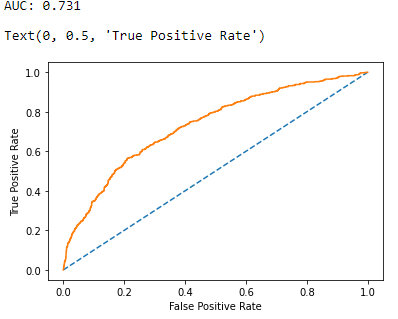 AUC: 0.731
Text(0, 0.5, 'True Positive Rate')
1.0
0.8
0.6
0.4
0.2
0.0
True Positive Rate
0.0 0.2 0.4 0.6 0.8 1.0
False Positive Rate